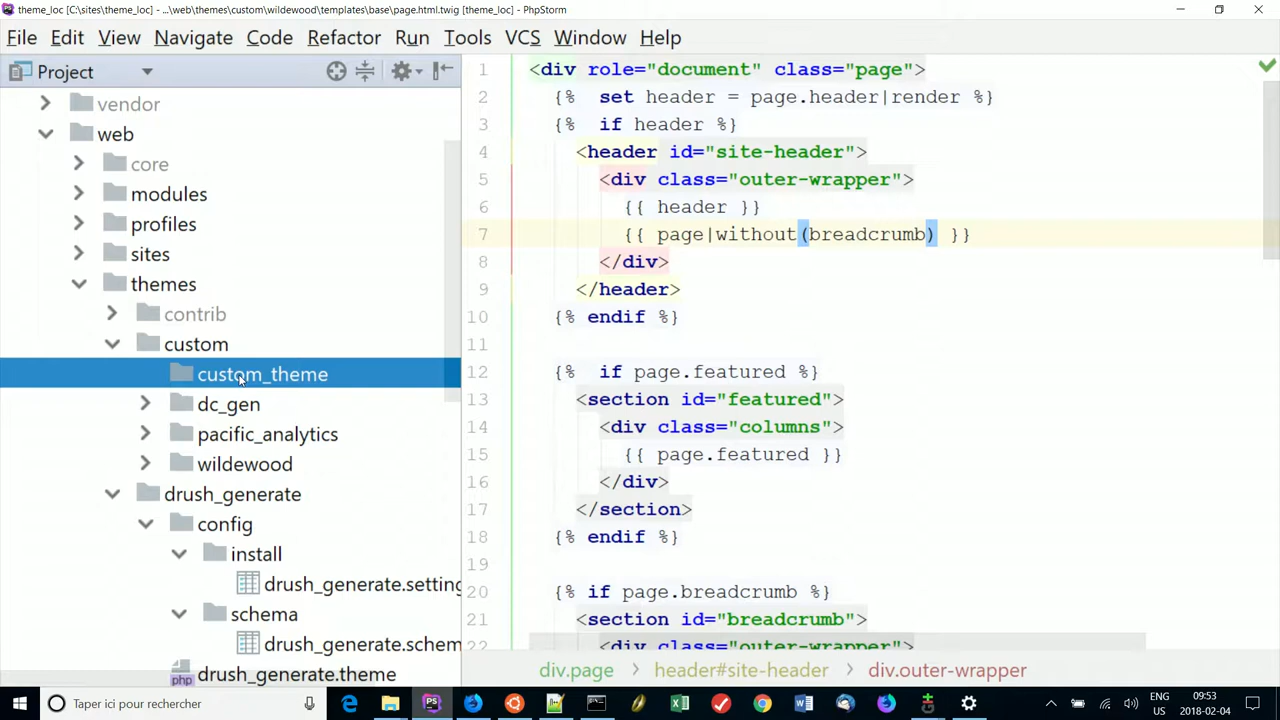 theme_loc [C:\sites\theme_loc] - ...\web\themes\custom\wildewood\templates\base\page.html.twig [theme_loc] - PhpStorm
File Edit View Navigate Code Refactor Run Tools VCS Window Help
Project
vendor
web
core
modules
profiles
sites
themes
contrib
custom
custom_theme
dc_gen
pacific_analytics
wildewood
drush_generate
config
install
drush_generate.setting
schema
drush_generate.schem
php drush_generate.theme
1 <div role="document" class="page">
2 {% set header = page.header|render %}
3 {% if header %}
4 <header id="site-header">
5 <div class="outer-wrapper">
6 {{ header }}
7 {{ page|without(breadcrumb) }}
8 </div>
9 </header>
10 {% endif %}
11
12 {% if page.featured %}
13 <section id="featured">
14 <div class="columns">
15 {{ page.featured }}
16 </div>
17 </section>
18 {% endif %}
19
20 {% if page.breadcrumb %}
21 <section id="breadcrumb">
22 <div class="outer-wrapper">
div.page header#site-header div.outer-wrapper
Taper ici pour rechercher
PS
ENG
US
09:53
2018-02-04